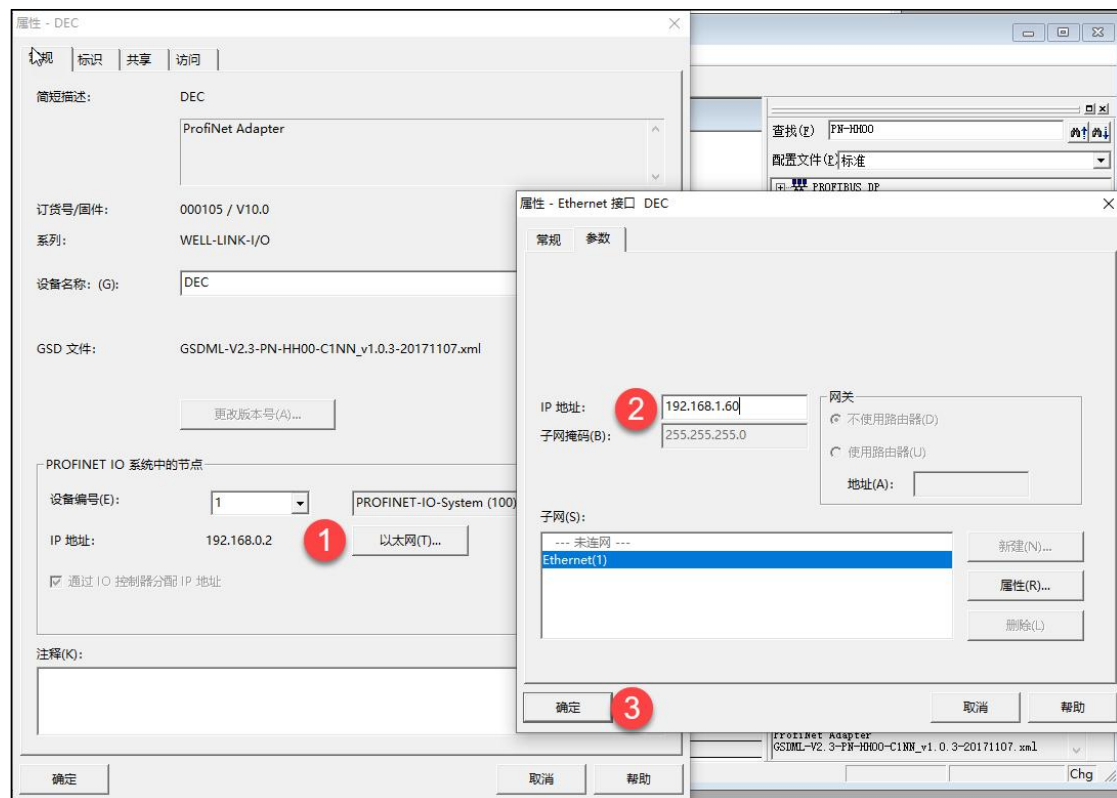 属性 - DEC
常规 标识 共享 访问
简短描述: DEC
ProfiNet Adapter
订货号/固件: 000105 / V10.0
系列: WELL-LINK-I/O
设备名称: (G): DEC
GSD 文件: GSDML-V2.3-PN-HH00-C1NN_v1.0.3-20171107.xml
更改版本号(A)...
PROFINET IO 系统中的节点
设备编号(E): 1 PROFINET-IO-System (100)
IP 地址: 192.168.0.2 1 以太网(T)...
通过 IO 控制器分配 IP 地址
注释(K):
确定 取消 帮助
查找(F) PN-HH00
配置文件(P) 标准
PROFIBUS DP
属性 - Ethernet 接口 DEC
常规 参数
IP 地址: 2 192.168.1.60
子网掩码(B): 255.255.255.0
网关
不使用路由器(D)
使用路由器(U)
地址(A):
子网(S):
--- 未连网 ---
Ethernet(1)
新建(N)...
属性(R)...
删除(L)
确定 3 取消 帮助
ProfiNet Adapter
GSDML-V2.3-PN-HH00-C1NN_v1.0.3-20171107.xml
Chg